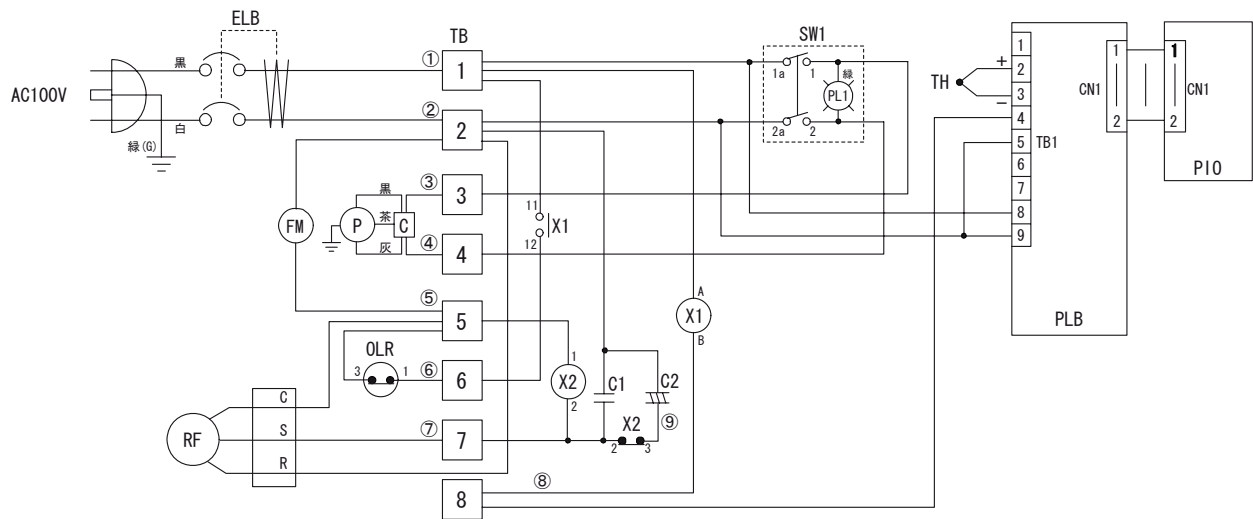 ELB
TB
SW1
AC100V
黒
白
緑(G)
①
1
②
2
③
3
④
4
⑤
5
⑥
6
⑦
7
⑧
8
⑨
FM
P
黒
茶
灰
C
OLR
3
1
RF
C
S
R
11
12
X1
A
X1
B
1
X2
2
C1
C2
X2
2
3
1a
1
緑
PL1
2a
2
TH
+
−
1
2
3
4
5
6
7
8
9
TB1
PLB
CN1
1
2
1
2
CN1
PIO